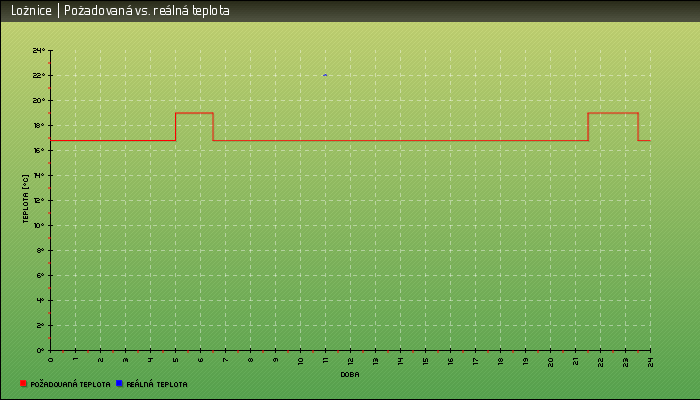 Ložnice | Požadovaná vs. reálná teplota
24°
22°
20°
18°
16°
14°
12°
10°
8°
6°
4°
2°
0°
TEPLOTA [°C]
0 1 2 3 4 5 6 7 8 9 10 11 12 13 14 15 16 17 18 19 20 21 22 23 24
DOBA
POŽADOVANÁ TEPLOTA REÁLNÁ TEPLOTA